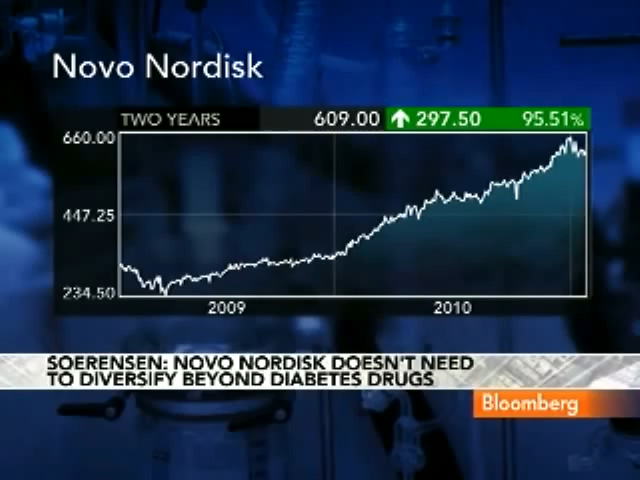 Novo Nordisk
TWO YEARS 609.00 297.50 95.51%
660.00
447.25
234.50
2009 2010
SOERENSEN: NOVO NORDISK DOESN'T NEED
TO DIVERSIFY BEYOND DIABETES DRUGS
Bloomberg